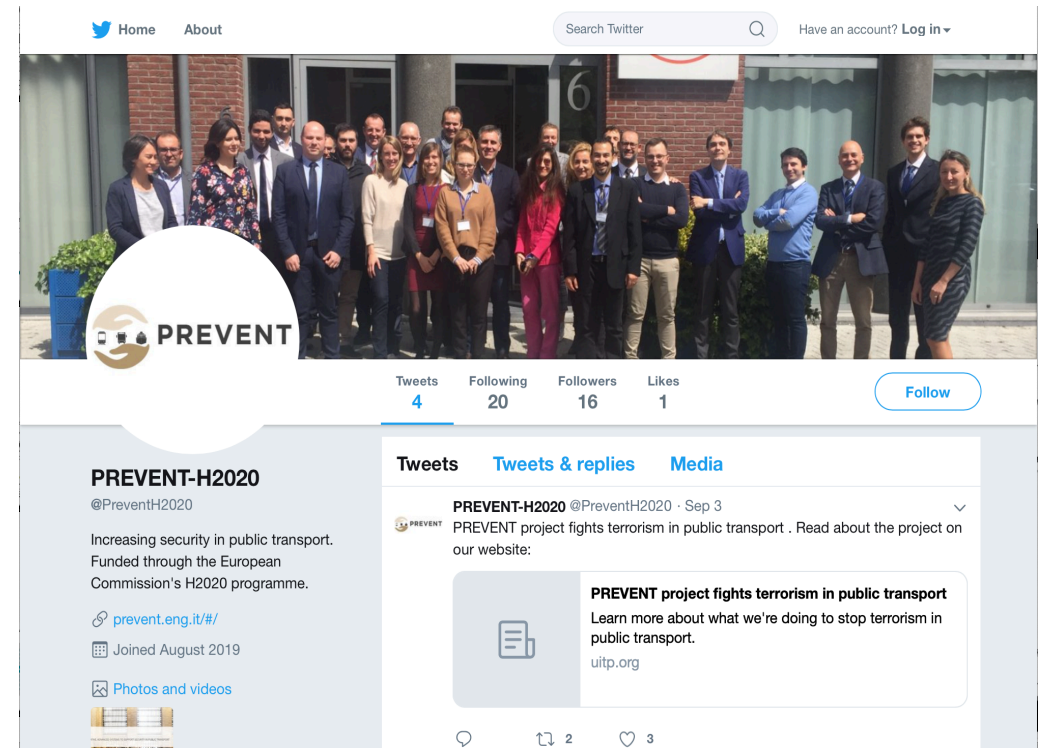 Home About Search Twitter Have an account? Log in
6
PREVENT
Tweets Following Followers Likes
4 20 16 1
Follow
PREVENT-H2020
@PreventH2020
Increasing security in public transport.
Funded through the European
Commission's H2020 programme.
prevent.eng.it/#/
Joined August 2019
Photos and videos
Tweets Tweets & replies Media
PREVENT
PREVENT-H2020 @PreventH2020 · Sep 3
PREVENT project fights terrorism in public transport . Read about the project on
our website:
PREVENT project fights terrorism in public transport
Learn more about what we're doing to stop terrorism in
public transport.
uitp.org
2 3